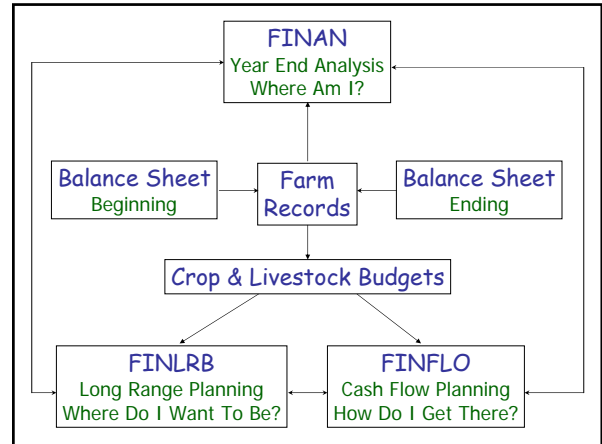 FINAN
Year End Analysis
Where Am I?
Balance Sheet
Beginning
Farm
Records
Balance Sheet
Ending
Crop & Livestock Budgets
FINLRB
Long Range Planning
Where Do I Want To Be?
FINFLO
Cash Flow Planning
How Do I Get There?